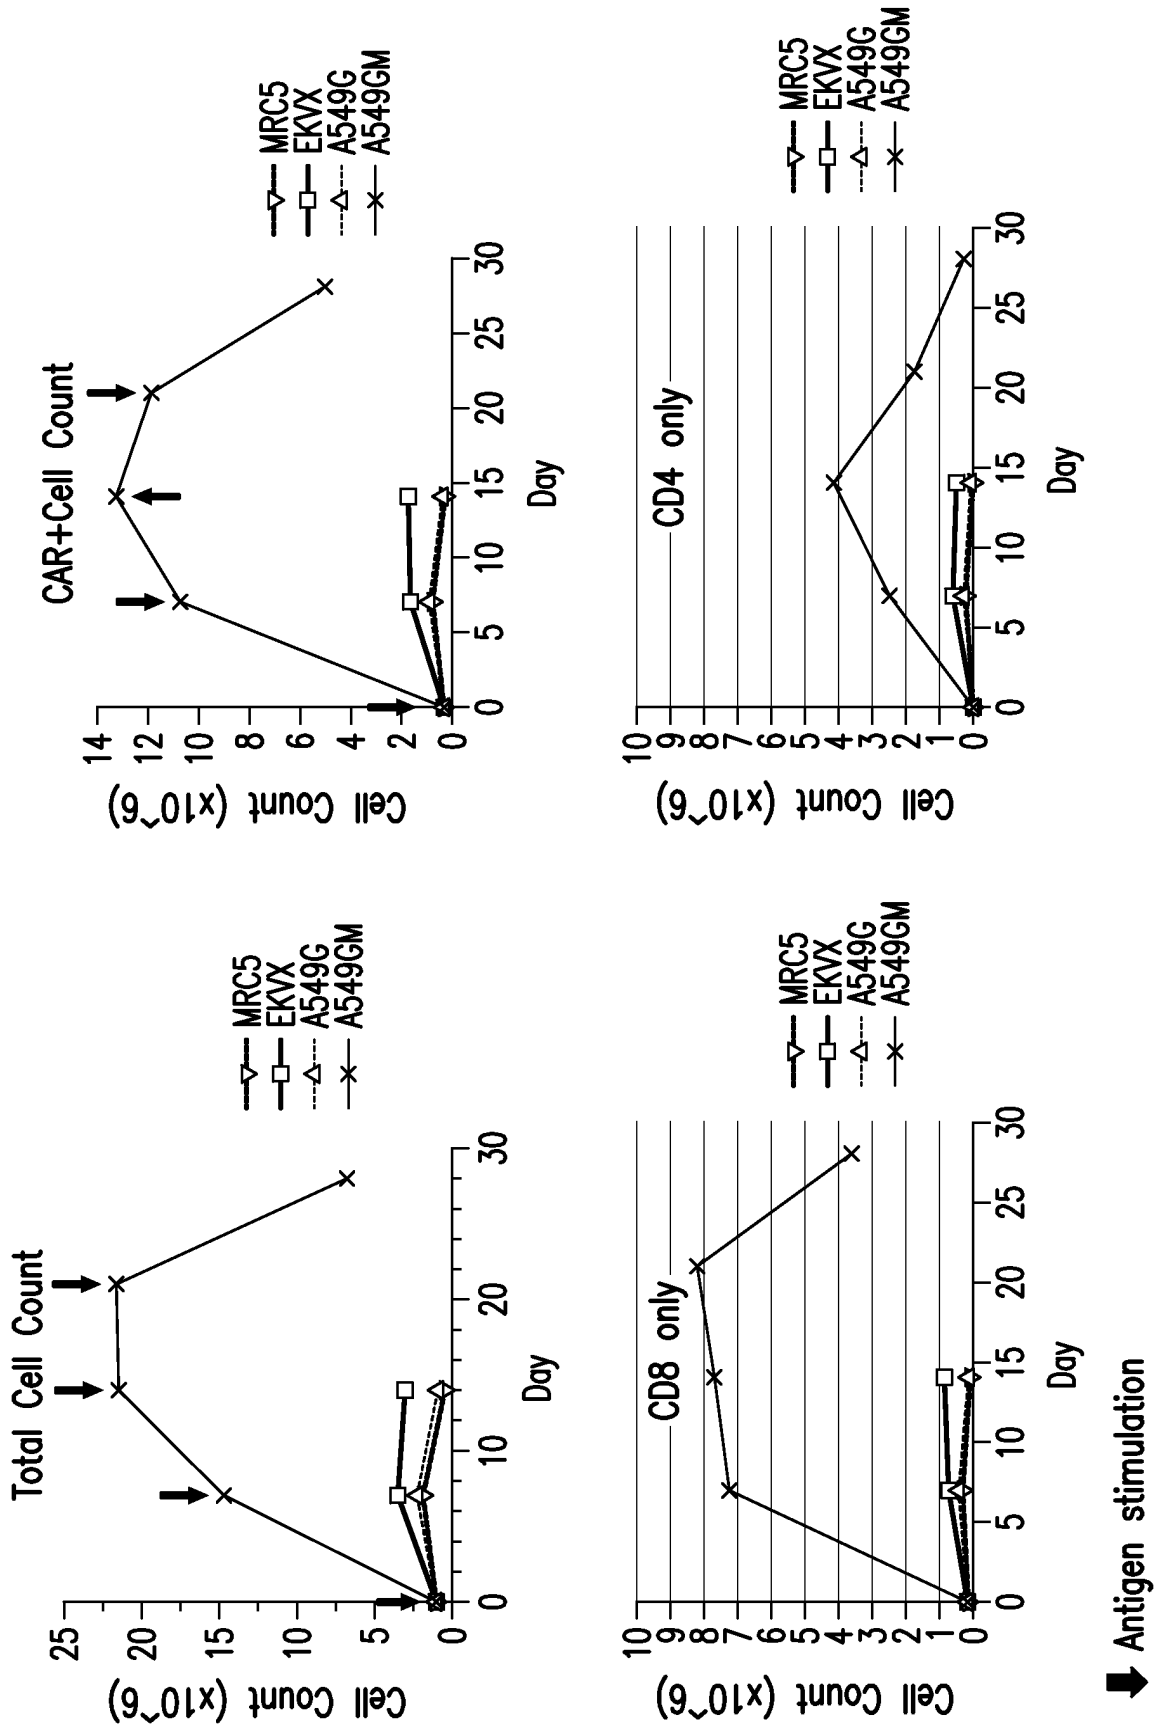 Total Cell Count
Cell Count (x10^6)
25
20
15
10
5
0
0
10
20
30
Day
MRC5
EKVX
A549G
A549GM
CAR+Cell Count
Cell Count (x10^6)
14
12
10
8
6
4
2
0
0
5
10
15
20
25
30
Day
MRC5
EKVX
A549G
A549GM
CD8 only
Cell Count (x10^6)
10
9
8
7
6
5
4
3
2
1
0
0
5
10
15
20
25
30
Day
MRC5
EKVX
A549G
A549GM
CD4 only
Cell Count (x10^6)
10
9
8
7
6
5
4
3
2
1
0
0
5
10
15
20
25
30
Day
MRC5
EKVX
A549G
A549GM
Antigen stimulation